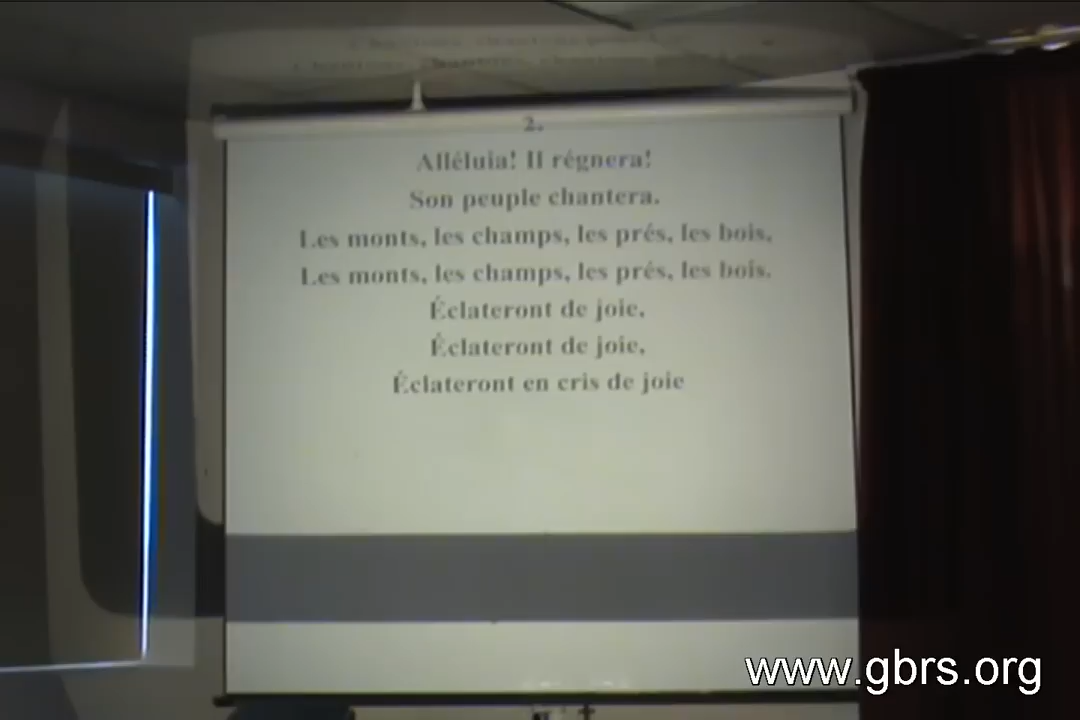 2.
Alléluia! Il régnera!
Son peuple chantera.
Les monts, les champs, les prés, les bois,
Les monts, les champs, les prés, les bois.
Éclateront de joie,
Éclateront de joie,
Éclateront en cris de joie
www.gbrs.org